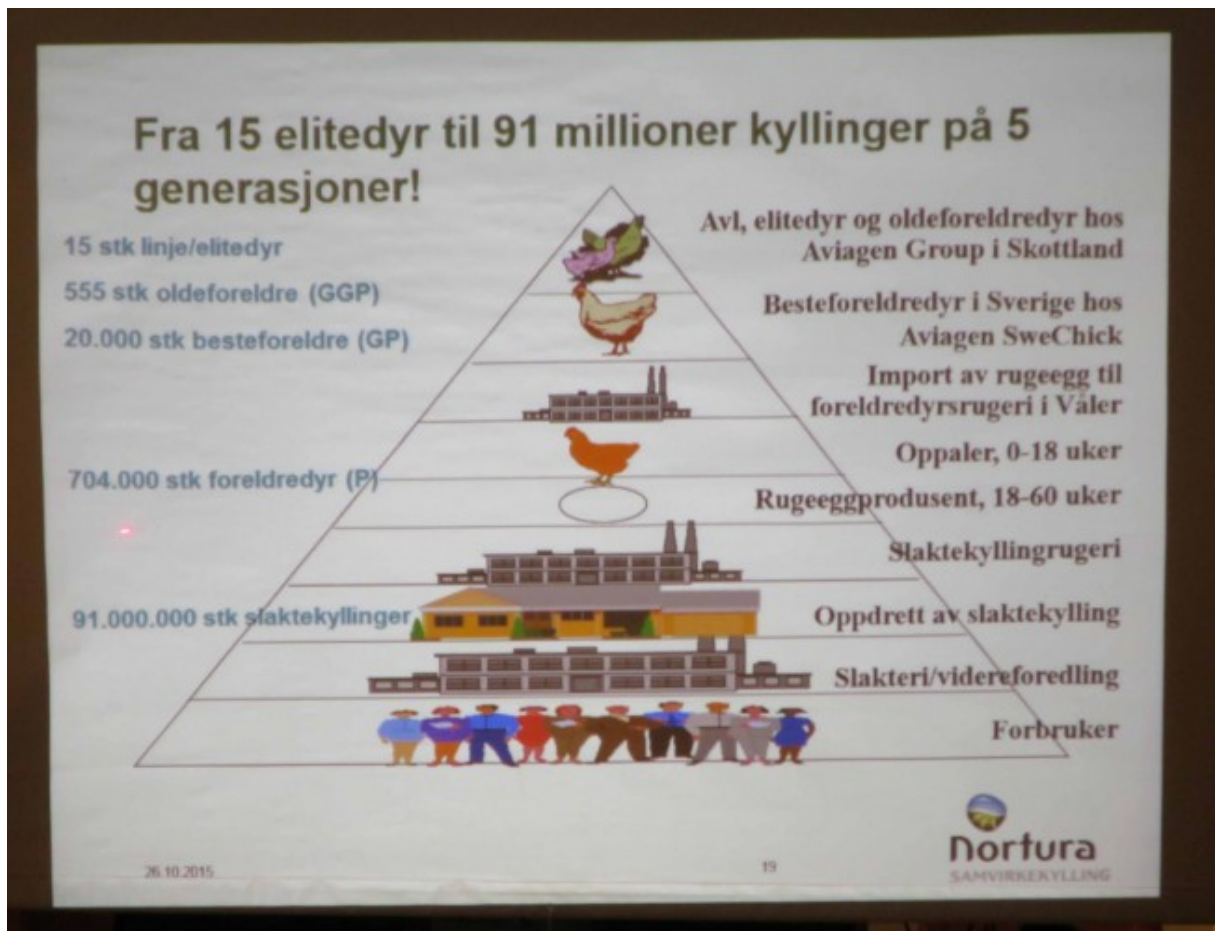 Fra 15 elitedyr til 91 millioner kyllinger på 5
generasjoner!
15 stk linje/elitedyr
555 stk oldeforeldre (GGP)
20.000 stk besteforeldre (GP)
704.000 stk foreldredyr (P)
91.000.000 stk slaktekyllinger
Avl, elitedyr og oldeforeldredyr hos
Aviagen Group i Skottland
Besteforeldredyr i Sverige hos
Aviagen SweChick
Import av rugeegg til
foreldredyrsrugeri i Våler
Oppaler, 0-18 uker
Rugeeggprodusent, 18-60 uker
Slaktekyllingrugeri
Oppdrett av slaktekylling
Slakteri/videreforedling
Forbruker
26.10.2015
19
nortura
SAMVIRKEKYLLING